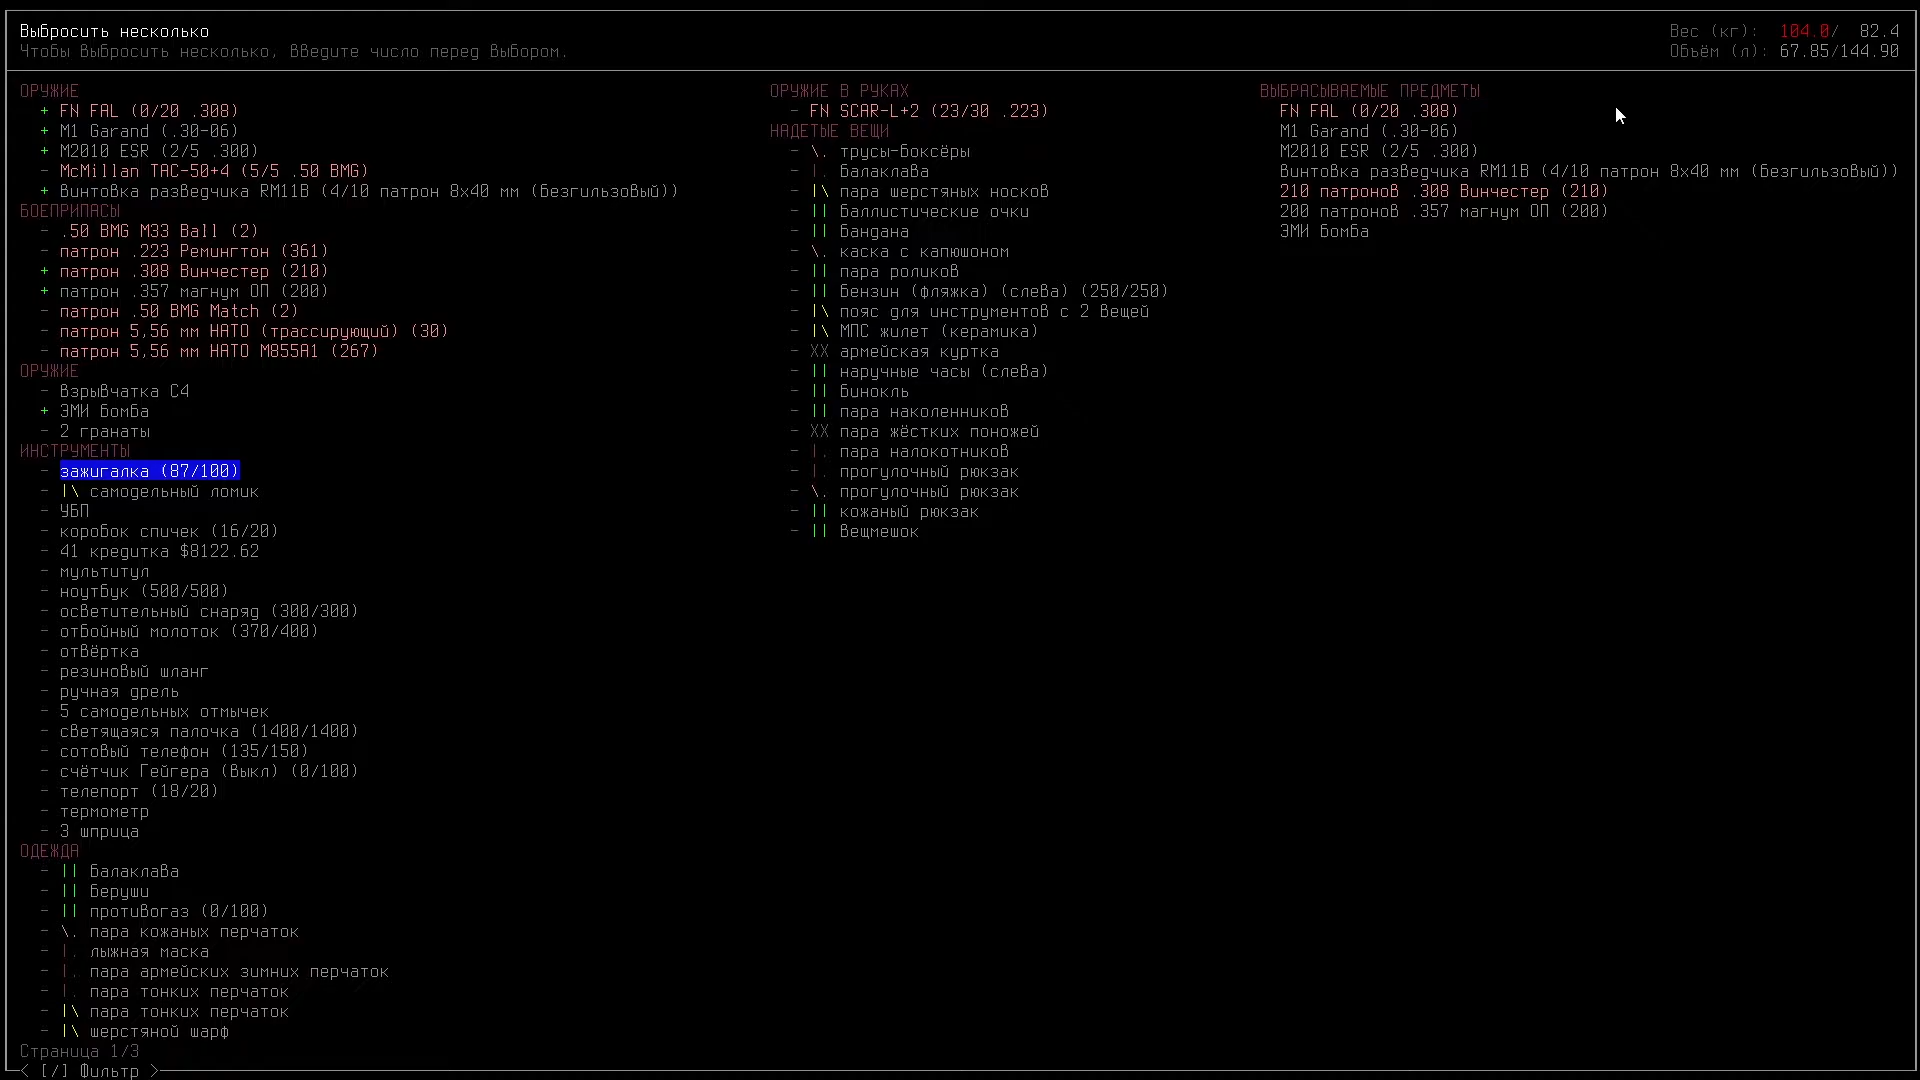 Выбросить несколько
Чтобы выбросить несколько, введите число перед выбором.
Вес (кг): 104.0/ 82.4
Объём (л): 67.85/144.90
ОРУЖИЕ
+ FN FAL (0/20 .308)
+ M1 Garand (.30-06)
+ M2010 ESR (2/5 .300)
- McMillan TAC-50+4 (5/5 .50 BMG)
+ винтовка разведчика RM11B (4/10 патрон 8x40 мм (безгильзовый))
БОЕПРИПАСЫ
- .50 BMG M33 Ball (2)
- патрон .223 Ремингтон (361)
+ патрон .308 Винчестер (210)
+ патрон .357 магнум ОП (200)
- патрон .50 BMG Match (2)
- патрон 5,56 мм НАТО (трассирующий) (30)
- патрон 5,56 мм НАТО M855A1 (267)
ОРУЖИЕ
- взрывчатка C4
+ ЭМИ бомба
- 2 гранаты
ИНСТРУМЕНТЫ
- зажигалка (87/100)
- |\ самодельный ломик
- УБП
- коробок спичек (16/20)
- 41 кредитка $8122.62
- мультитул
- ноутбук (500/500)
- осветительный снаряд (300/300)
- отбойный молоток (370/400)
- отвёртка
- резиновый шланг
- ручная дрель
- 5 самодельных отмычек
- светящаяся палочка (1400/1400)
- сотовый телефон (135/150)
- счётчик Гейгера (выкл) (0/100)
- телепорт (18/20)
- термометр
- 3 шприца
ОДЕЖДА
- || балаклава
- || беруши
- || противогаз (0/100)
- \. пара кожаных перчаток
- |. лыжная маска
- |. пара армейских зимних перчаток
- |. пара тонких перчаток
- |\ пара тонких перчаток
- |\ шерстяной шарф
Страница 1/3
< [/] Фильтр >
ОРУЖИЕ В РУКАХ
- FN SCAR-L+2 (23/30 .223)
НАДЕТЫЕ ВЕЩИ
- \. трусы-боксёры
- |. балаклава
- |\ пара шерстяных носков
- || баллистические очки
- || бандана
- \. каска с капюшоном
- || пара роликов
- || бензин (фляжка) (слева) (250/250)
- |\ пояс для инструментов с 2 вещей
- |\ МПС жилет (керамика)
- XX армейская куртка
- || наручные часы (слева)
- || бинокль
- || пара наколенников
- XX пара жёстких поножей
- |. пара налокотников
- |. прогулочный рюкзак
- \. прогулочный рюкзак
- || кожаный рюкзак
- || вещмешок
ВЫБРАСЫВАЕМЫЕ ПРЕДМЕТЫ
FN FAL (0/20 .308)
M1 Garand (.30-06)
M2010 ESR (2/5 .300)
винтовка разведчика RM11B (4/10 патрон 8x40 мм (безгильзовый))
210 патронов .308 Винчестер (210)
200 патронов .357 магнум ОП (200)
ЭМИ бомба